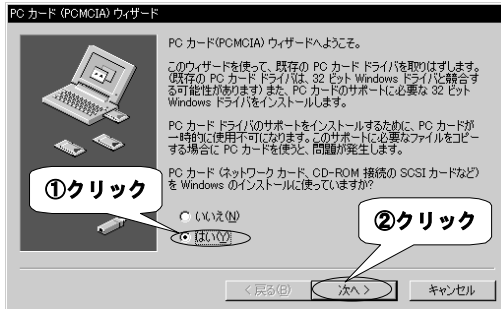 PC カード (PCMCIA) ウィザード
PC カード(PCMCIA) ウィザードへようこそ。
このウィザードを使って、既存の PC カード ドライバを取りはずします。
(既存の PC カード ドライバは、32 ビット Windows ドライバと競合す
る可能性があります) また、PC カードのサポートに必要な 32 ビット
Windows ドライバをインストールします。
PC カード ドライバのサポートをインストールするために、PC カードが
一時的に使用不可になります。このサポートに必要なファイルをコピー
する場合に PC カードを使うと、問題が発生します。
PC カード (ネットワーク カード、CD-ROM 接続の SCSI カードなど)
を Windows のインストールに使っていますか?
①クリック
いいえ(N)
はい(Y)
②クリック
< 戻る(B)
次へ >
キャンセル